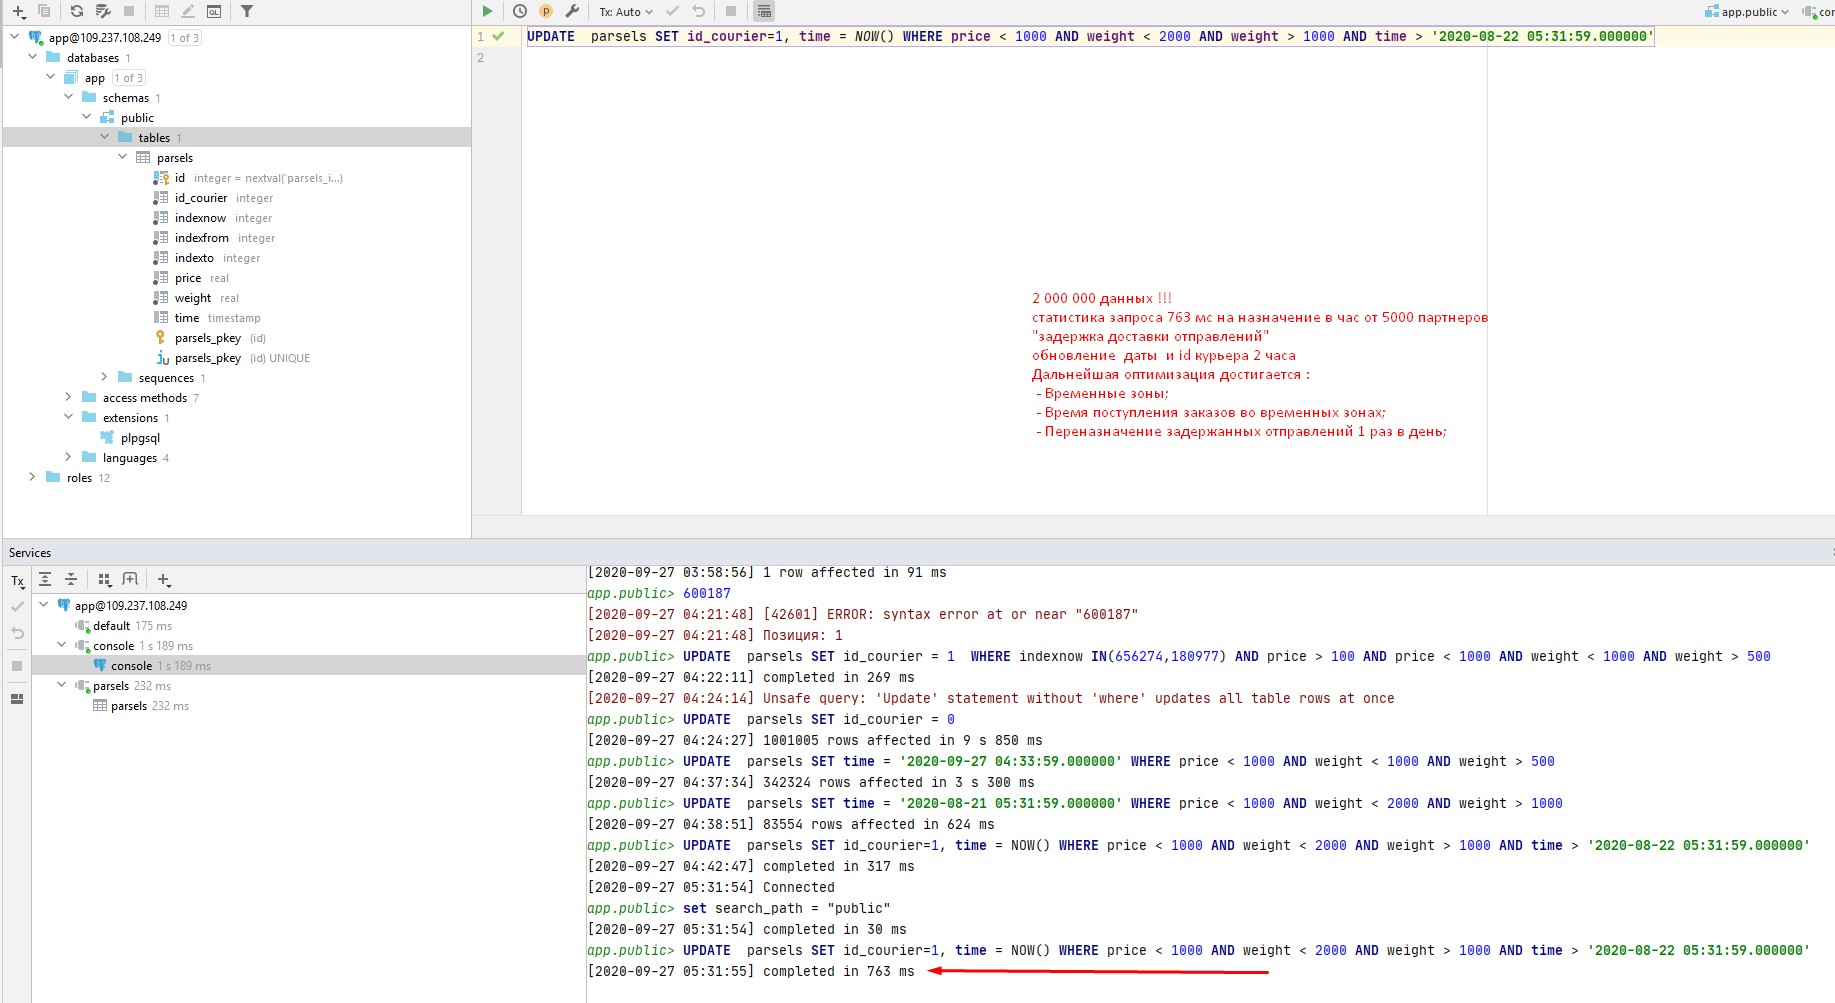 Tx: Auto
app.public
app@109.237.108.249 1 of 3
databases 1
app 1 of 3
schemas 1
public
tables 1
parsels
id integer = nextval('parsels_i...)
id_courier integer
indexnow integer
indexfrom integer
indexto integer
price real
weight real
time timestamp
parsels_pkey (id)
parsels_pkey (id) UNIQUE
sequences 1
access methods 7
extensions 1
plpgsql
languages 4
roles 12
1 UPDATE  parsels SET id_courier=1, time = NOW() WHERE price < 1000 AND weight < 2000 AND weight > 1000 AND time > '2020-08-22 05:31:59.000000'
2
2 000 000 данных !!!
статистика запроса 763 мс на назначение в час от 5000 партнеров
"задержка доставки отправлений"
обновление  даты  и id курьера 2 часа
Дальнейшая оптимизация достигается :
- Временные зоны;
- Время поступления заказов во временных зонах;
- Переназначение задержанных отправлений 1 раз в день;
Services
Tx
app@109.237.108.249
default 175 ms
console 1 s 189 ms
console 1 s 189 ms
parsels 232 ms
parsels 232 ms
[2020-09-27 03:58:56] 1 row affected in 91 ms
app.public> 600187
[2020-09-27 04:21:48] [42601] ERROR: syntax error at or near "600187"
[2020-09-27 04:21:48] Позиция: 1
app.public> UPDATE  parsels SET id_courier = 1  WHERE indexnow IN(656274,180977) AND price > 100 AND price < 1000 AND weight < 1000 AND weight > 500
[2020-09-27 04:22:11] completed in 269 ms
[2020-09-27 04:24:14] Unsafe query: 'Update' statement without 'where' updates all table rows at once
app.public> UPDATE  parsels SET id_courier = 0
[2020-09-27 04:24:27] 1001005 rows affected in 9 s 850 ms
app.public> UPDATE  parsels SET time = '2020-09-27 04:33:59.000000' WHERE price < 1000 AND weight < 1000 AND weight > 500
[2020-09-27 04:37:34] 342324 rows affected in 3 s 300 ms
app.public> UPDATE  parsels SET time = '2020-08-21 05:31:59.000000' WHERE price < 1000 AND weight < 2000 AND weight > 1000
[2020-09-27 04:38:51] 83554 rows affected in 624 ms
app.public> UPDATE  parsels SET id_courier=1, time = NOW() WHERE price < 1000 AND weight < 2000 AND weight > 1000 AND time > '2020-08-22 05:31:59.000000'
[2020-09-27 04:42:47] completed in 317 ms
[2020-09-27 05:31:54] Connected
app.public> set search_path = "public"
[2020-09-27 05:31:54] completed in 30 ms
app.public> UPDATE  parsels SET id_courier=1, time = NOW() WHERE price < 1000 AND weight < 2000 AND weight > 1000 AND time > '2020-08-22 05:31:59.000000'
[2020-09-27 05:31:55] completed in 763 ms